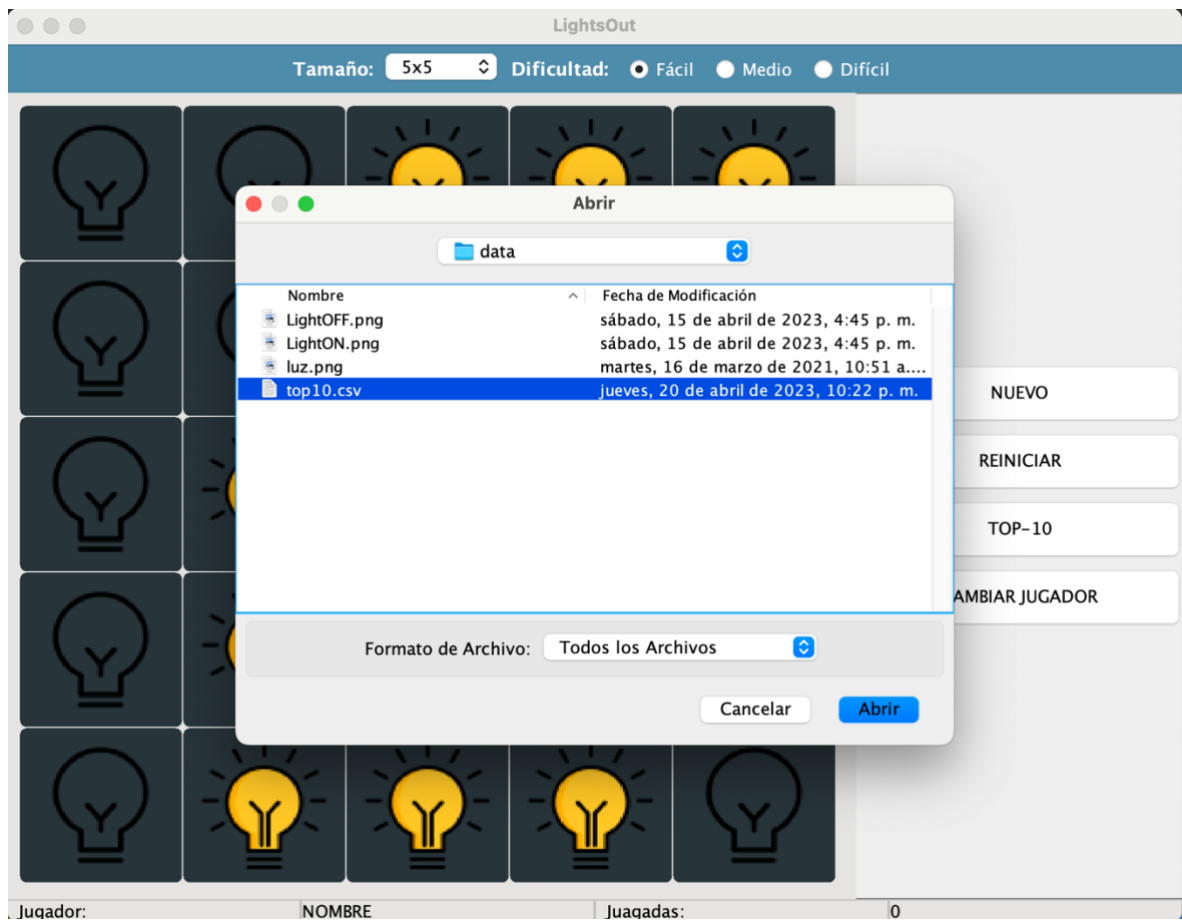 LightsOut
Tamaño: 5x5 Dificultad: Fácil Medio Difícil
Abrir
data
Nombre Fecha de Modificación
LightOFF.png sábado, 15 de abril de 2023, 4:45 p. m.
LightON.png sábado, 15 de abril de 2023, 4:45 p. m.
luz.png martes, 16 de marzo de 2021, 10:51 a....
top10.csv jueves, 20 de abril de 2023, 10:22 p. m.
NUEVO
REINICIAR
TOP-10
AMBIAR JUGADOR
Formato de Archivo: Todos los Archivos
Cancelar Abrir
Jugador: NOMBRE Juagadas: 0